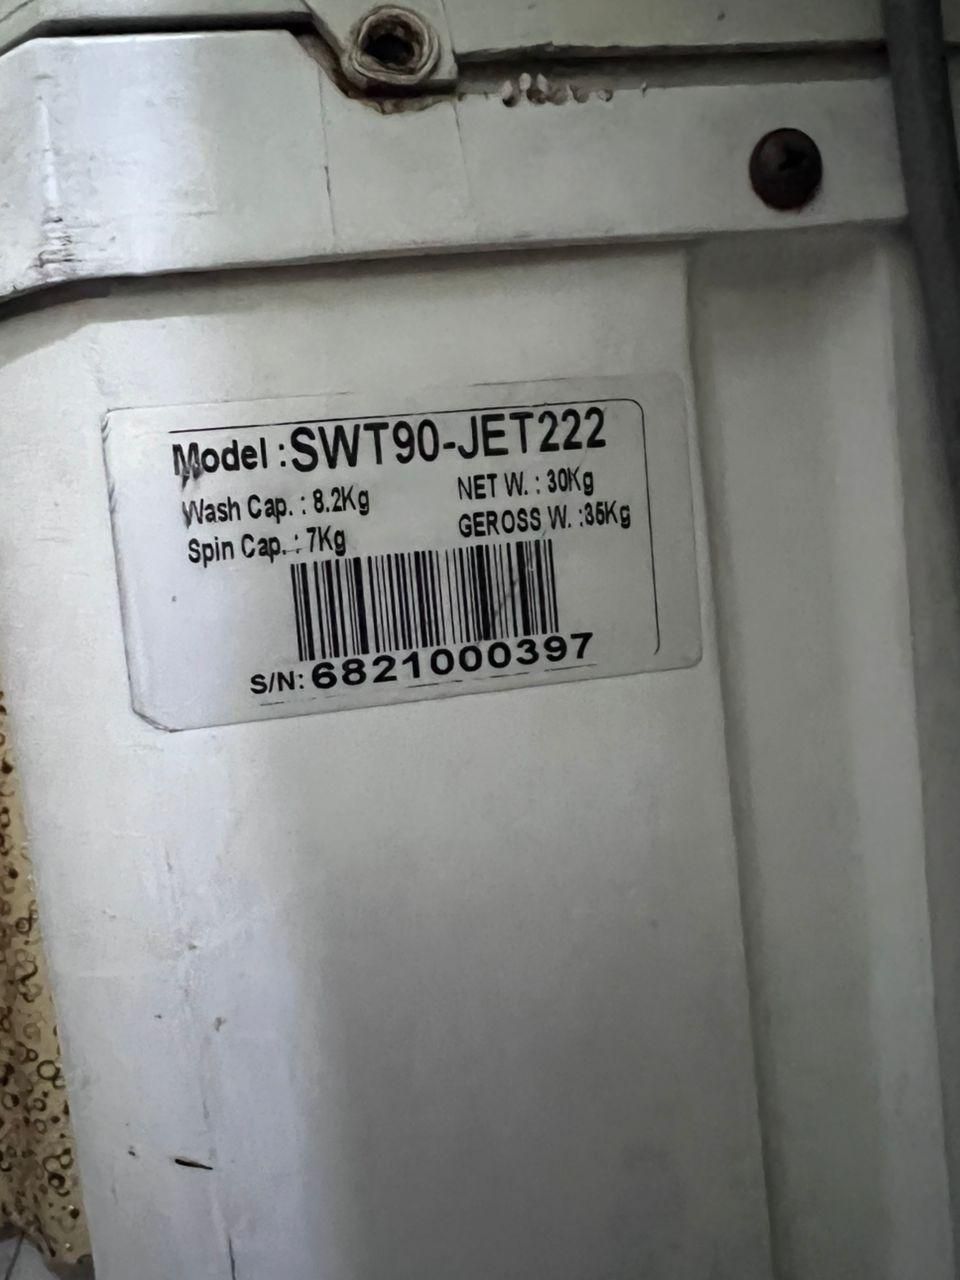 Model :SWT90-JET222
Wash Cap. : 8.2Kg NET W. : 30Kg
Spin Cap. : 7Kg GEROSS W. :35Kg
S/N: 6821000397